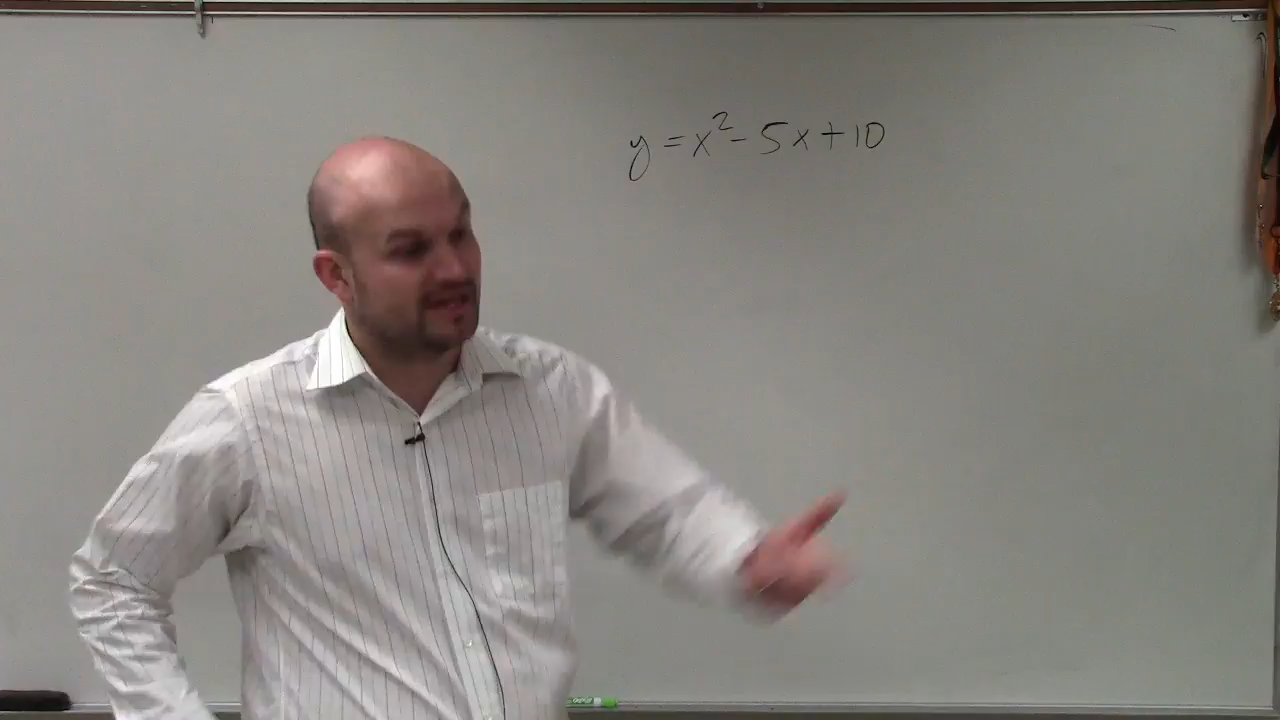 y = x² - 5x + 10